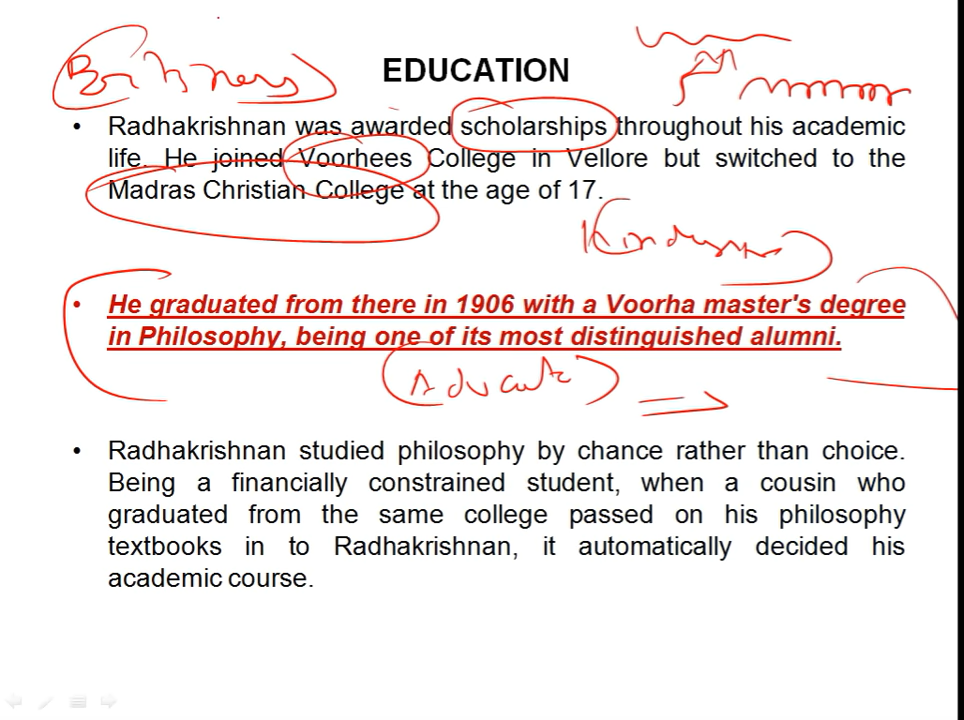 EDUCATION
• Radhakrishnan was awarded scholarships throughout his academic
life. He joined Voorhees College in Vellore but switched to the
Madras Christian College at the age of 17.
• He graduated from there in 1906 with a Voorha master's degree
in Philosophy, being one of its most distinguished alumni.
• Radhakrishnan studied philosophy by chance rather than choice.
Being a financially constrained student, when a cousin who
graduated from the same college passed on his philosophy
textbooks in to Radhakrishnan, it automatically decided his
academic course.